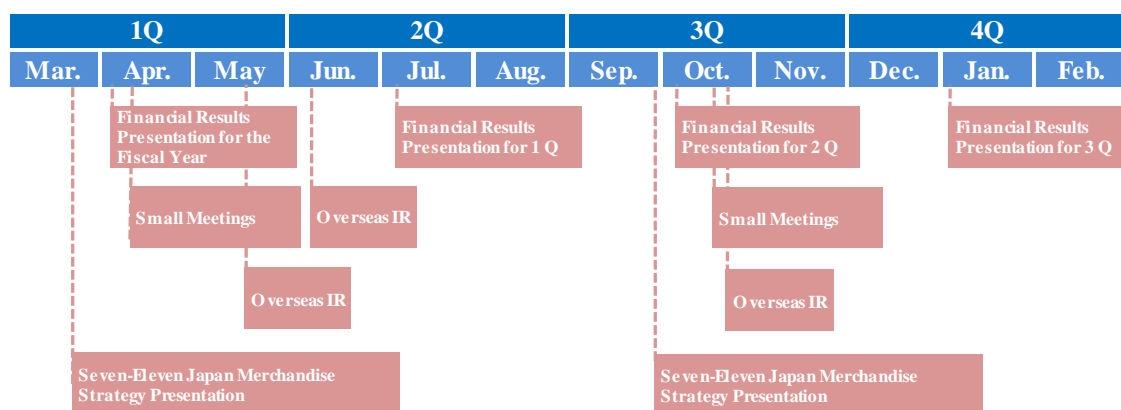 1Q
2Q
3Q
4Q
Mar.
Apr.
May
Jun.
Jul.
Aug.
Sep.
Oct.
Nov.
Dec.
Jan.
Feb.
Financial Results
Presentation for the
Fiscal Year
Financial Results
Presentation for 1 Q
Financial Results
Presentation for 2 Q
Financial Results
Presentation for 3 Q
Small Meetings
Overseas IR
Small Meetings
Overseas IR
Overseas IR
Seven-Eleven Japan Merchandise
Strategy Presentation
Seven-Eleven Japan Merchandise
Strategy Presentation